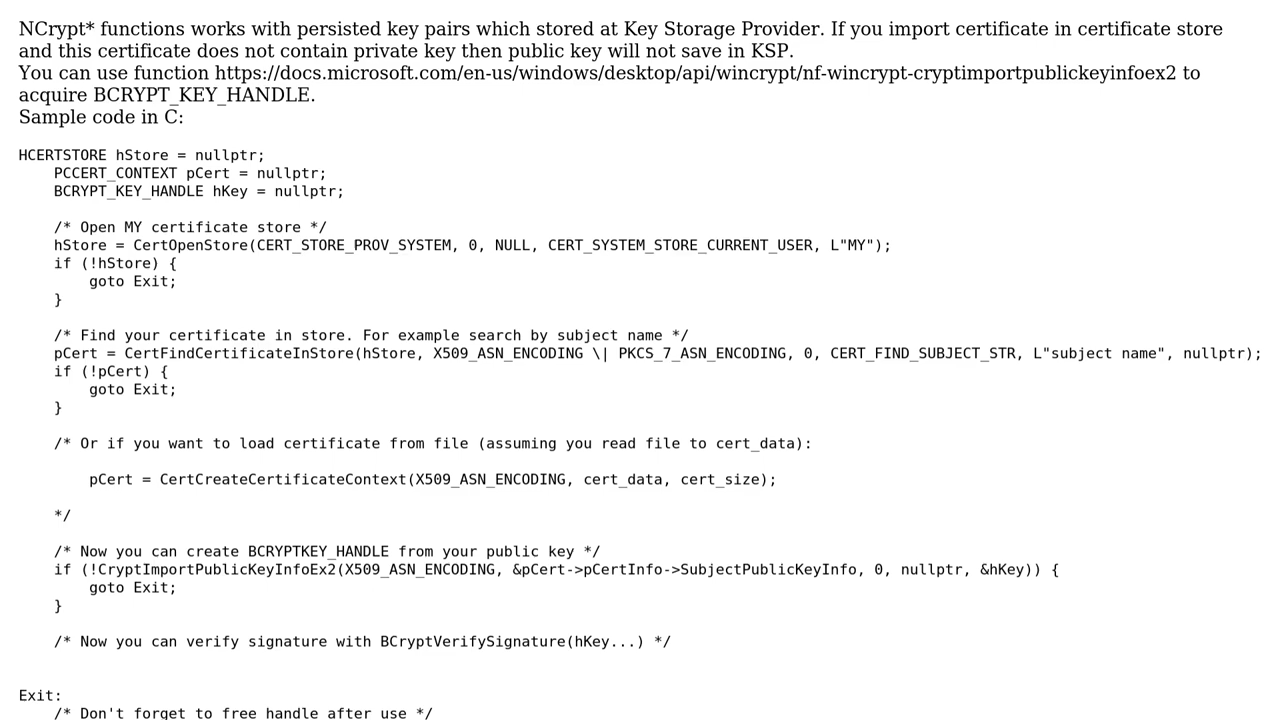 NCrypt* functions works with persisted key pairs which stored at Key Storage Provider. If you import certificate in certificate store
and this certificate does not contain private key then public key will not save in KSP.
You can use function https://docs.microsoft.com/en-us/windows/desktop/api/wincrypt/nf-wincrypt-cryptimportpublickeyinfoex2 to
acquire BCRYPT_KEY_HANDLE.
Sample code in C:
HCERTSTORE hStore = nullptr;
    PCCERT_CONTEXT pCert = nullptr;
    BCRYPT_KEY_HANDLE hKey = nullptr;
    /* Open MY certificate store */
    hStore = CertOpenStore(CERT_STORE_PROV_SYSTEM, 0, NULL, CERT_SYSTEM_STORE_CURRENT_USER, L"MY");
    if (!hStore) {
        goto Exit;
    }
    /* Find your certificate in store. For example search by subject name */
    pCert = CertFindCertificateInStore(hStore, X509_ASN_ENCODING \| PKCS_7_ASN_ENCODING, 0, CERT_FIND_SUBJECT_STR, L"subject name", nullptr);
    if (!pCert) {
        goto Exit;
    }
    /* Or if you want to load certificate from file (assuming you read file to cert_data):
        pCert = CertCreateCertificateContext(X509_ASN_ENCODING, cert_data, cert_size);
    */
    /* Now you can create BCRYPTKEY_HANDLE from your public key */
    if (!CryptImportPublicKeyInfoEx2(X509_ASN_ENCODING, &pCert->pCertInfo->SubjectPublicKeyInfo, 0, nullptr, &hKey)) {
        goto Exit;
    }
    /* Now you can verify signature with BCryptVerifySignature(hKey...) */
Exit:
    /* Don't forget to free handle after use */